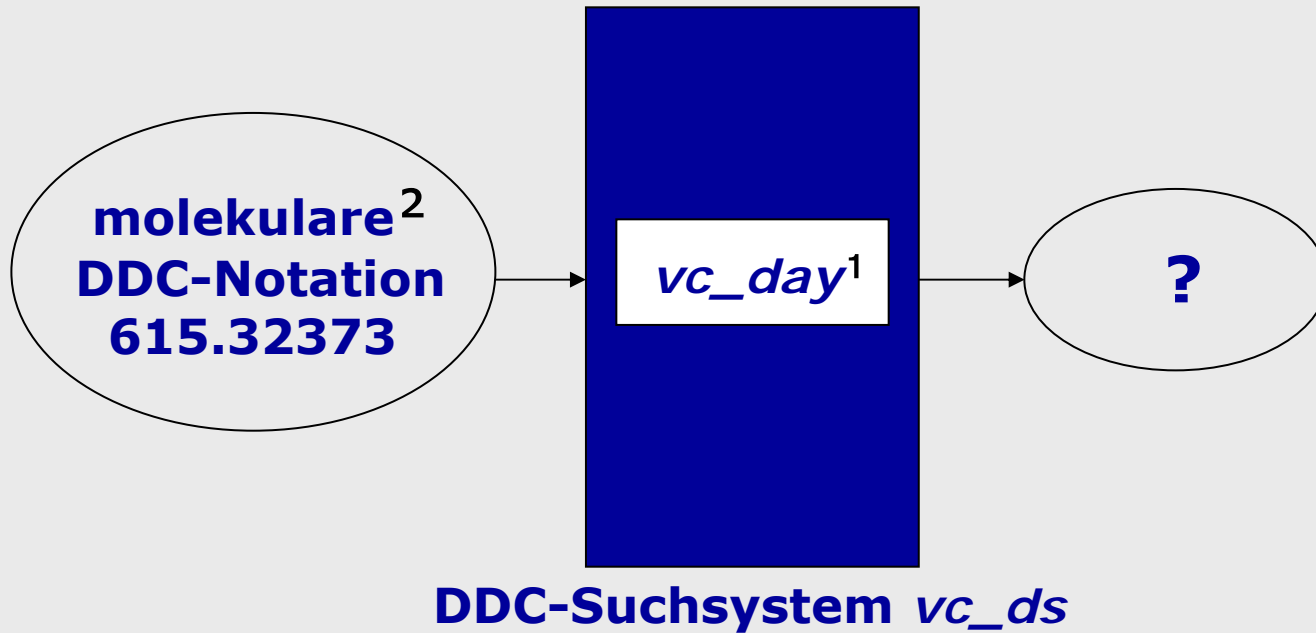 molekulare²
DDC-Notation
615.32373
vc_day¹
?
DDC-Suchsystem vc_ds